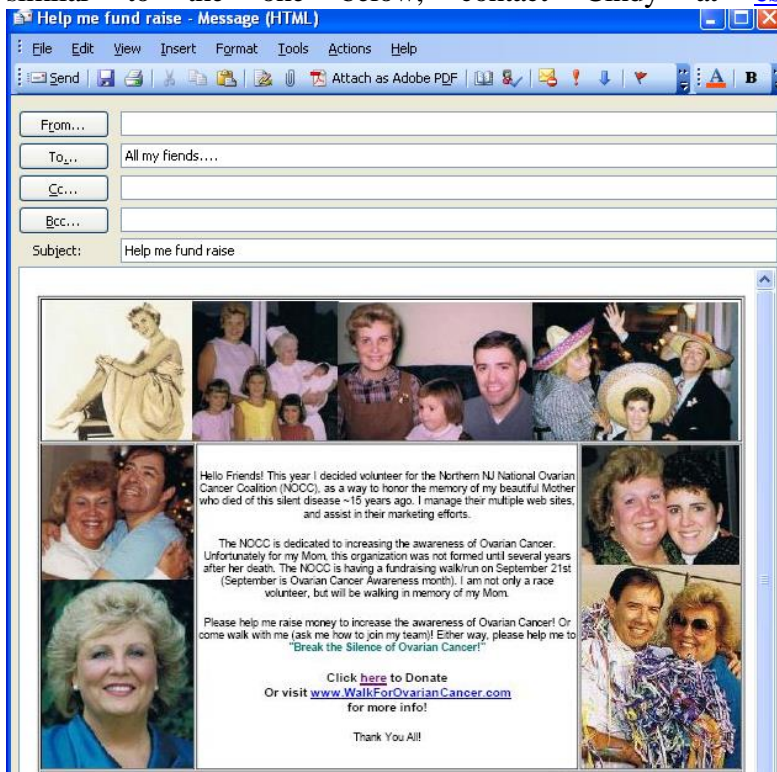 similar to the one below, contact Cindy at
Help me fund raise - Message (HTML)
File Edit View Insert Format Tools Actions Help
Send Attach as Adobe PDF A B
From...
To... All my fiends....
Cc...
Bcc...
Subject: Help me fund raise
Hello Friends! This year I decided volunteer for the Northern NJ National Ovarian
Cancer Coalition (NOCC), as a way to honor the memory of my beautiful Mother
who died of this silent disease ~15 years ago. I manage their multiple web sites,
and assist in their marketing efforts.
The NOCC is dedicated to increasing the awareness of Ovarian Cancer.
Unfortunately for my Mom, this organization was not formed until several years
after her death. The NOCC is having a fundraising walk/run on September 21st
(September is Ovarian Cancer Awareness month). I am not only a race
volunteer, but will be walking in memory of my Mom.
Please help me raise money to increase the awareness of Ovarian Cancer! Or
come walk with me (ask me how to join my team)! Either way, please help me to
"Break the Silence of Ovarian Cancer!"
Click here to Donate
Or visit www.WalkForOvarianCancer.com
for more info!
Thank You All!